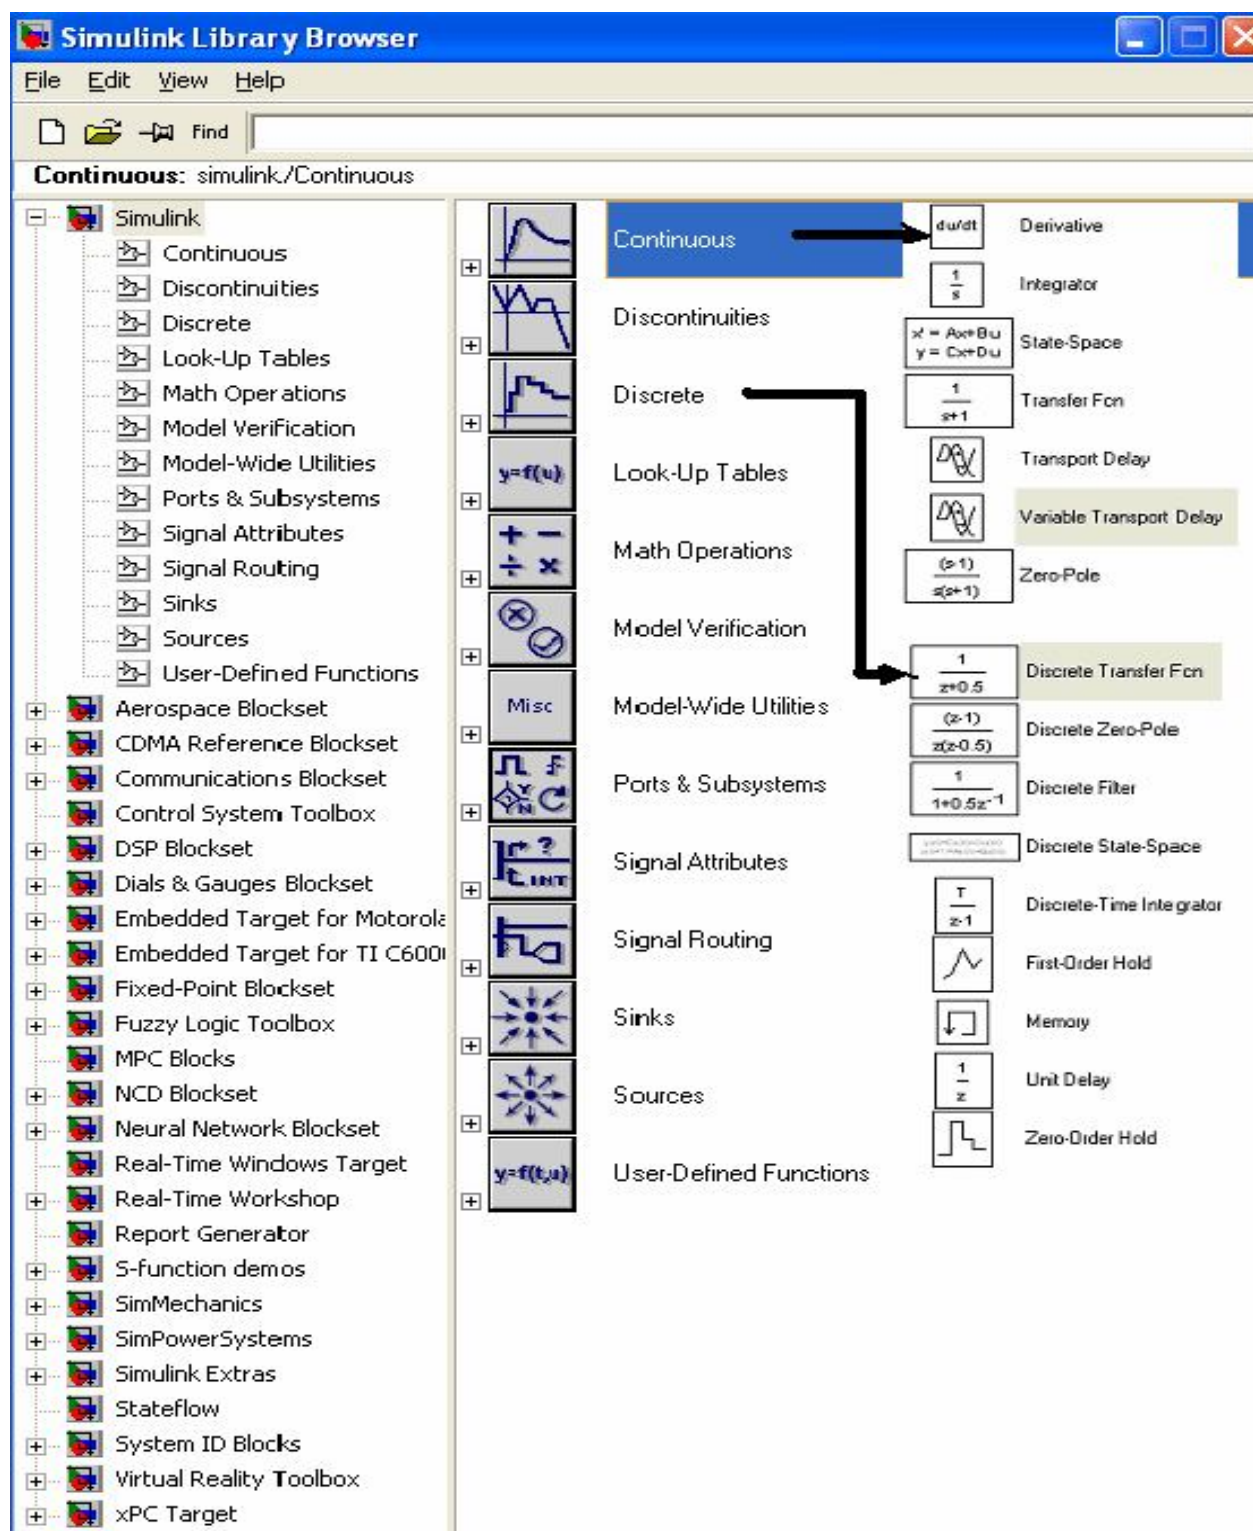 Simulink Library Browser
File Edit View Help
Find
Continuous: simulink/Continuous
Simulink
Continuous
Discontinuities
Discrete
Look-Up Tables
Math Operations
Model Verification
Model-Wide Utilities
Ports & Subsystems
Signal Attributes
Signal Routing
Sinks
Sources
User-Defined Functions
Aerospace Blockset
CDMA Reference Blockset
Communications Blockset
Control System Toolbox
DSP Blockset
Dials & Gauges Blockset
Embedded Target for Motorola
Embedded Target for TI C600
Fixed-Point Blockset
Fuzzy Logic Toolbox
MPC Blocks
NCD Blockset
Neural Network Blockset
Real-Time Windows Target
Real-Time Workshop
Report Generator
S-function demos
SimMechanics
SimPowerSystems
Simulink Extras
Stateflow
System ID Blocks
Virtual Reality Toolbox
xPC Target
Continuous
Discontinuities
Discrete
y=f(u) Look-Up Tables
+ − ÷ × Math Operations
Model Verification
Misc Model-Wide Utilities
Y N Ports & Subsystems
? t, INT Signal Attributes
Signal Routing
Sinks
Sources
y=f(t,u) User-Defined Functions
du/dt Derivative
1
s
Integrator
x' = Ax+Bu
y = Cx+Du
State-Space
1
s+1
Transfer Fcn
Transport Delay
Variable Transport Delay
(s-1)
s(s+1)
Zero-Pole
1
z+0.5
Discrete Transfer Fcn
(z-1)
z(z-0.5)
Discrete Zero-Pole
1
1+0.5z-1
Discrete Filter
Discrete State-Space
T
z-1
Discrete-Time Integrator
First-Order Hold
Memory
1
z
Unit Delay
Zero-Order Hold